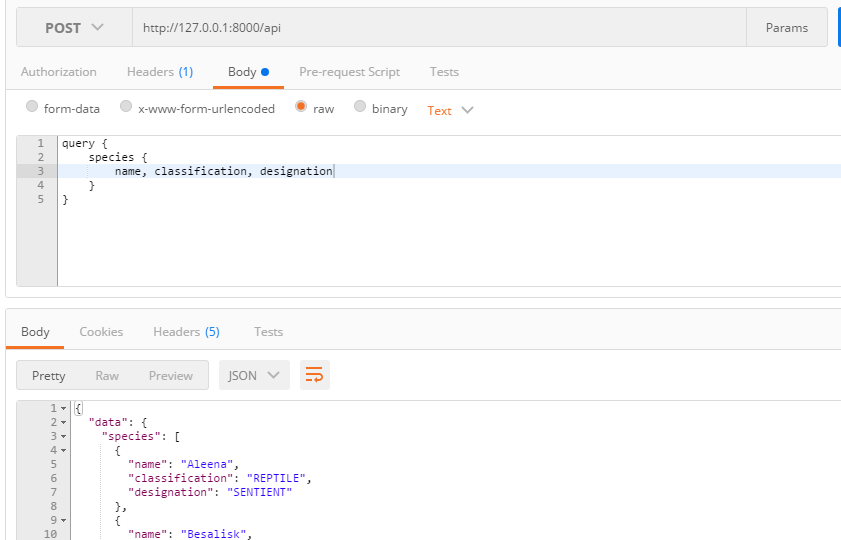 POST http://127.0.0.1:8000/api Params
Authorization Headers (1) Body Pre-request Script Tests
form-data x-www-form-urlencoded raw binary Text
1 query {
2 species {
3 name, classification, designation
4 }
5 }
Body Cookies Headers (5) Tests
Pretty Raw Preview JSON
1 {
2 "data": {
3 "species": [
4 {
5 "name": "Aleena",
6 "classification": "REPTILE",
7 "designation": "SENTIENT"
8 },
9 {
10 "name": "Besalisk",